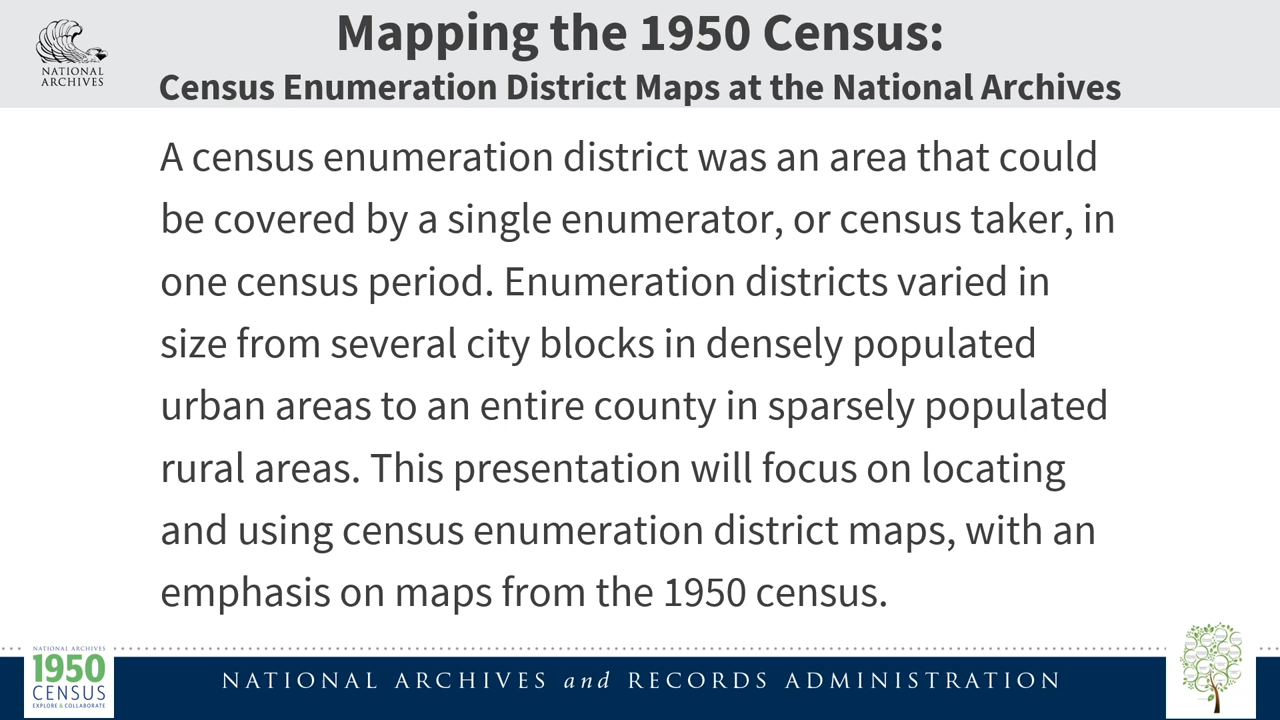 Mapping the 1950 Census:
Census Enumeration District Maps at the National Archives
NATIONAL
ARCHIVES
A census enumeration district was an area that could
be covered by a single enumerator, or census taker, in
one census period. Enumeration districts varied in
size from several city blocks in densely populated
urban areas to an entire county in sparsely populated
rural areas. This presentation will focus on locating
and using census enumeration district maps, with an
emphasis on maps from the 1950 census.
NATIONAL ARCHIVES
1950
CENSUS
EXPLORE & COLLABORATE
NATIONAL ARCHIVES and RECORDS ADMINISTRATION